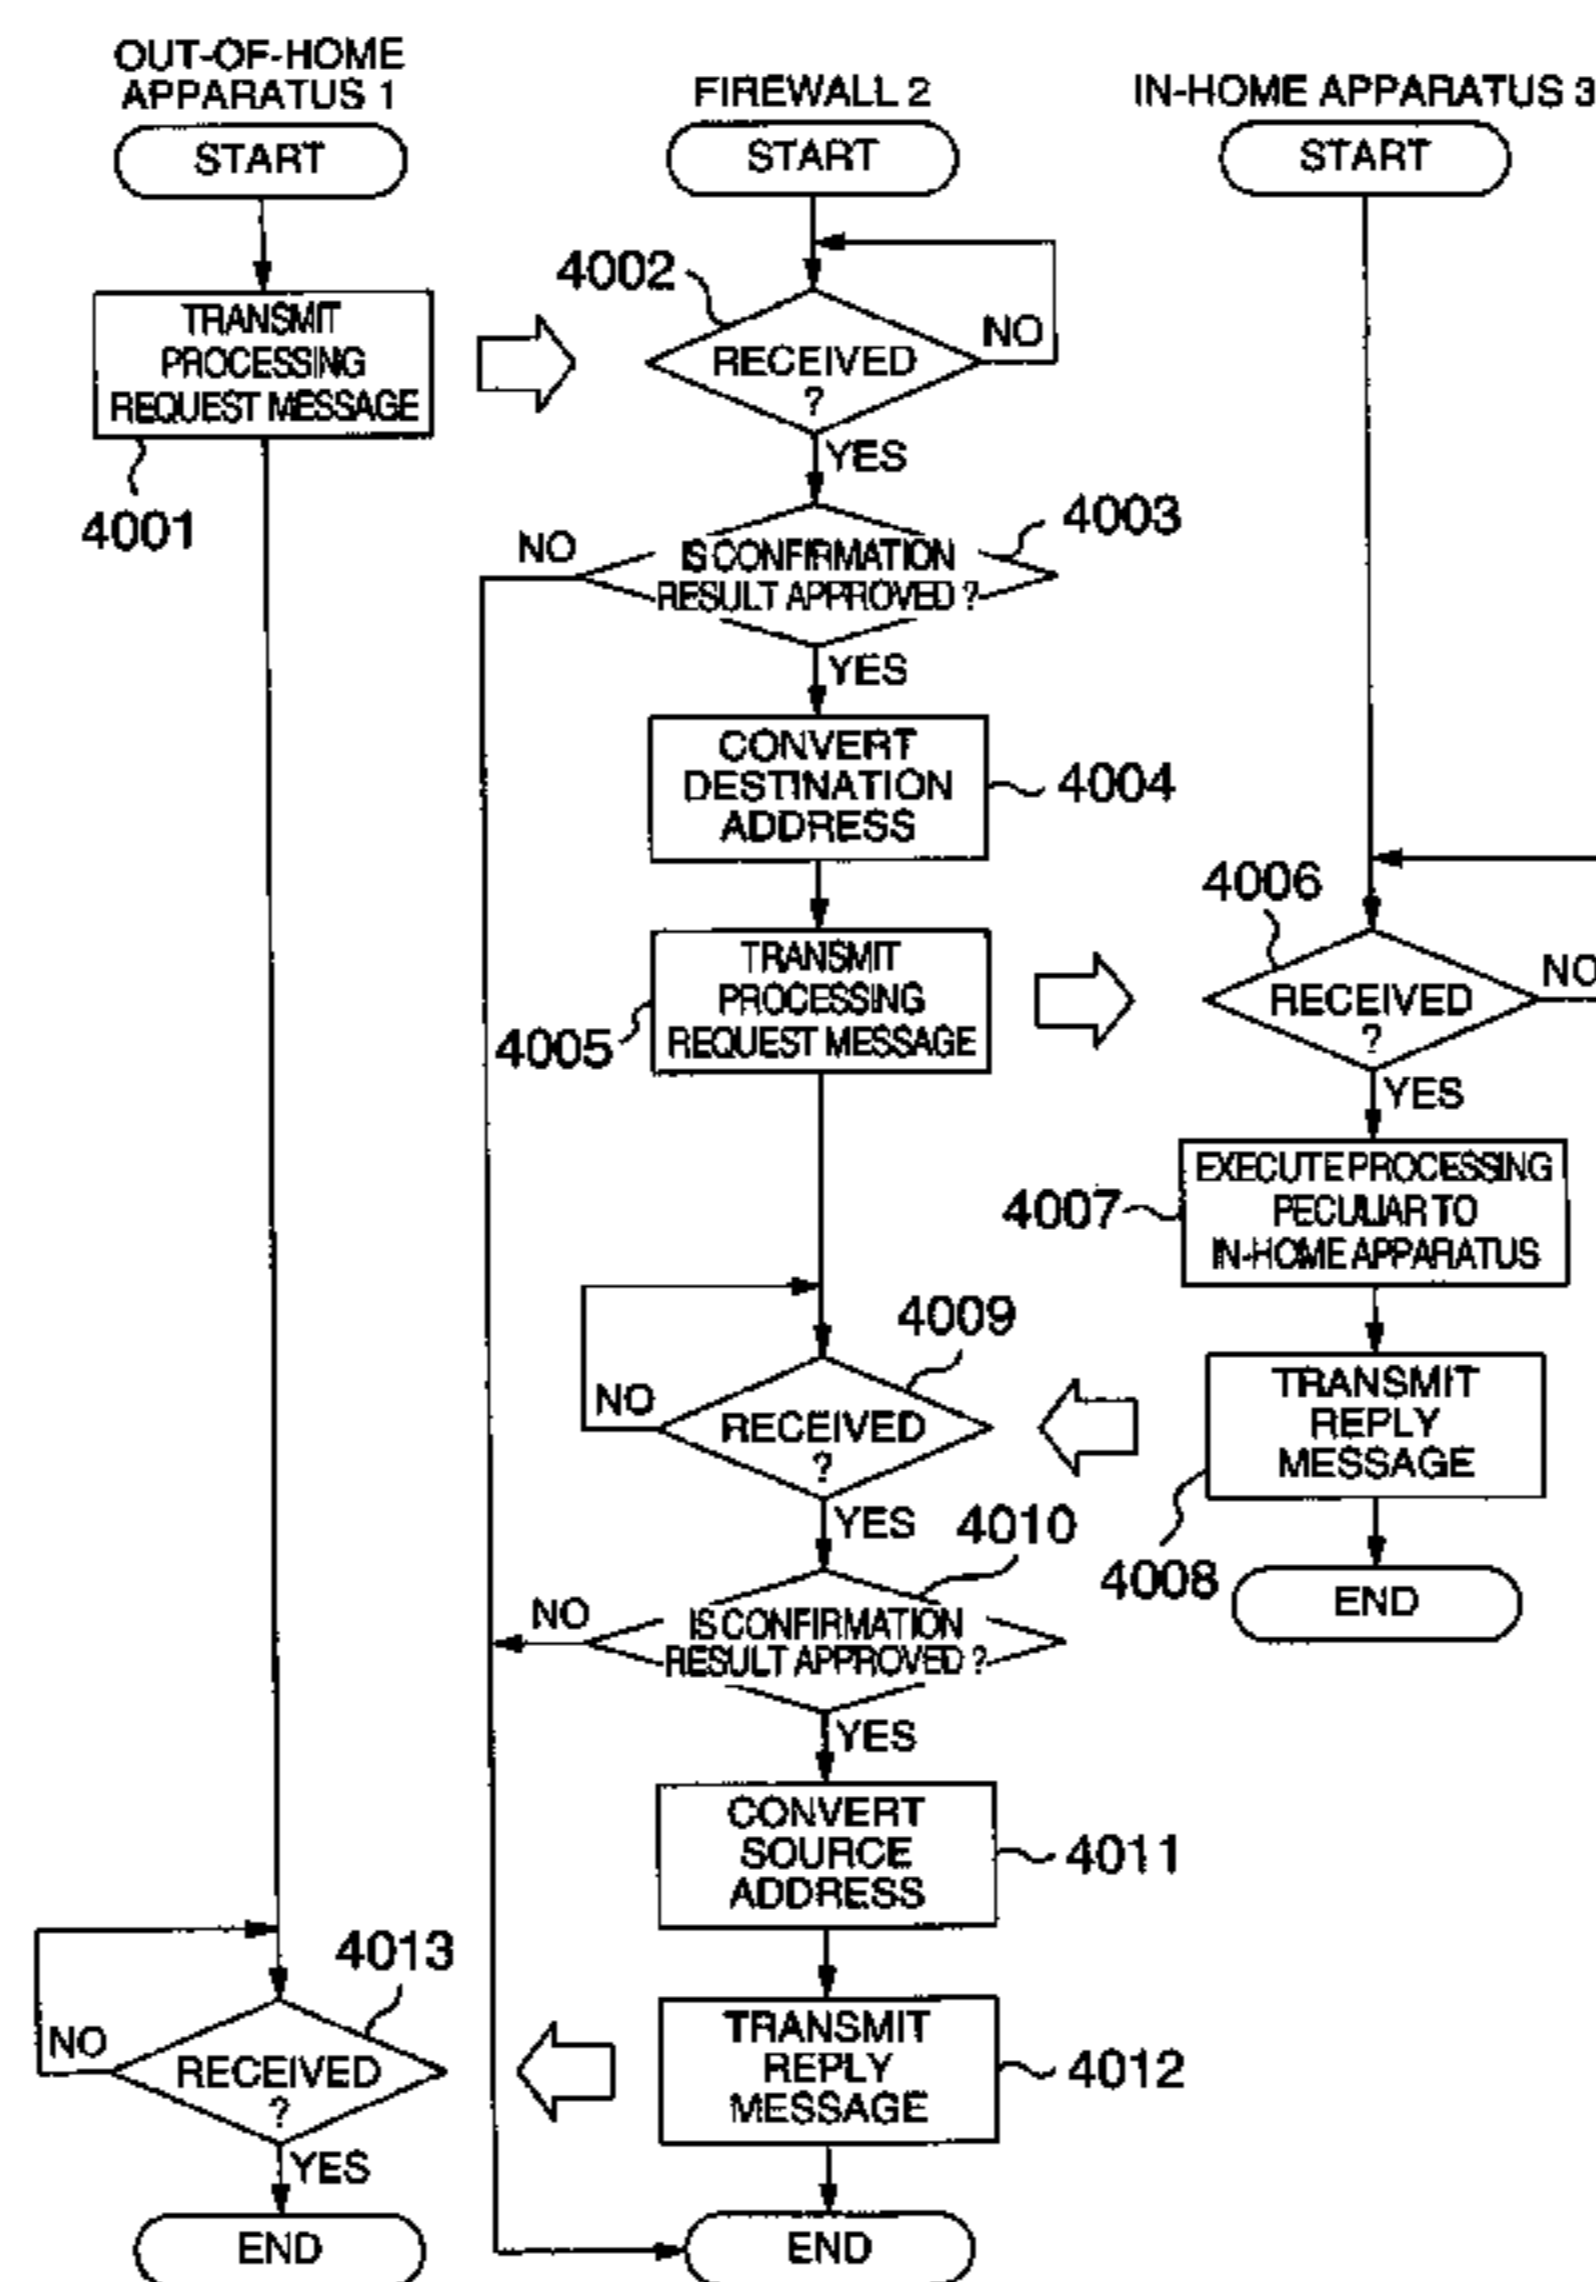 OUT-OF-HOME
APPARATUS 1
START
TRANSMIT
PROCESSING
REQUEST MESSAGE
4001
4013
NO
RECEIVED
?
YES
END
FIREWALL 2
START
4002
NO
RECEIVED
?
YES
4003
NO
IS CONFIRMATION
RESULT APPROVED ?
YES
CONVERT
DESTINATION
ADDRESS
4004
TRANSMIT
PROCESSING
REQUEST MESSAGE
4005
4009
NO
RECEIVED
?
YES
4010
NO
IS CONFIRMATION
RESULT APPROVED ?
YES
CONVERT
SOURCE
ADDRESS
4011
TRANSMIT
REPLY
MESSAGE
4012
END
IN-HOME APPARATUS 3
START
4006
NO
RECEIVED
?
YES
EXECUTE PROCESSING
PECULIAR TO
IN-HOME APPARATUS
4007
TRANSMIT
REPLY
MESSAGE
4008
END